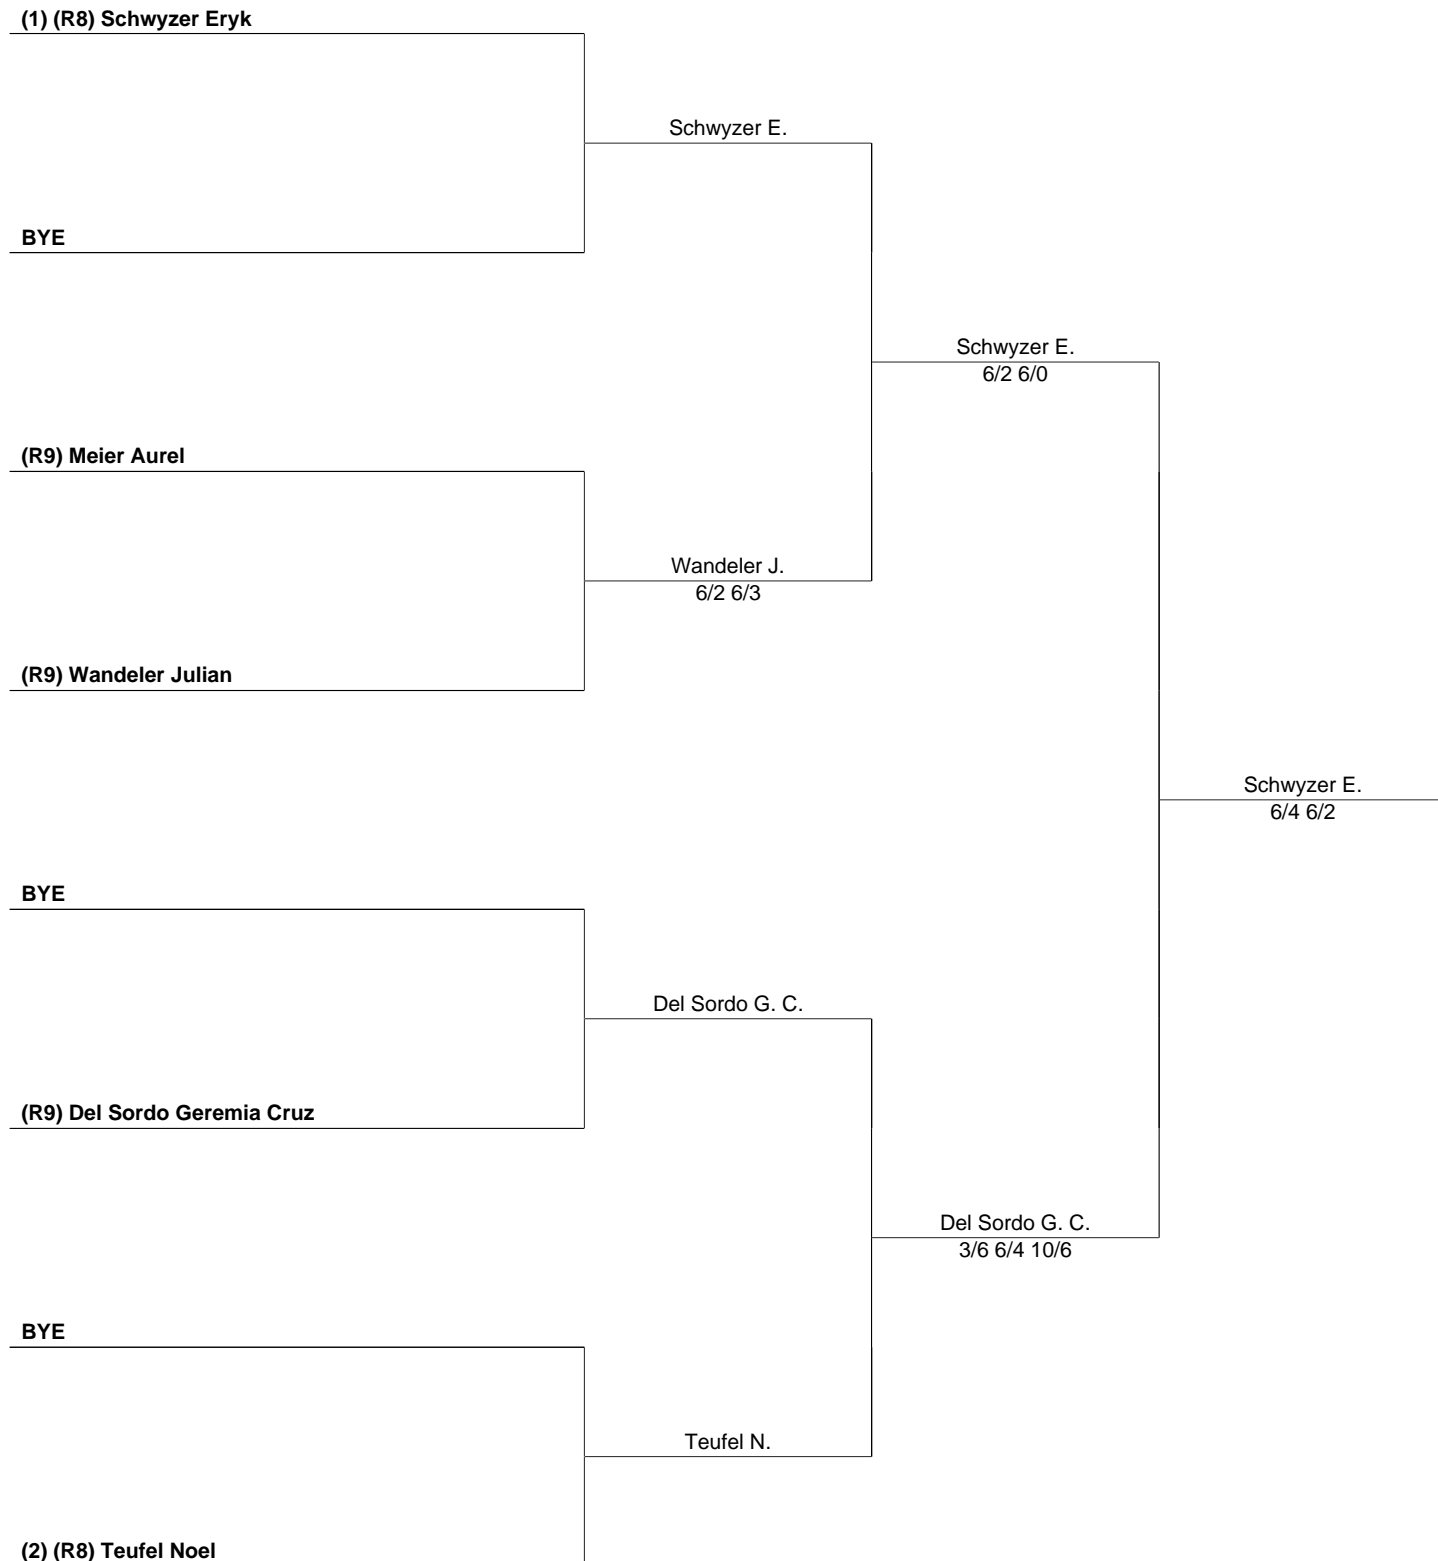 (1) (R8) Schwyzer Eryk
Schwyzer E.
BYE
Schwyzer E.
6/2 6/0
(R9) Meier Aurel
Wandeler J.
6/2 6/3
(R9) Wandeler Julian
Schwyzer E.
6/4 6/2
BYE
Del Sordo G. C.
(R9) Del Sordo Geremia Cruz
Del Sordo G. C.
3/6 6/4 10/6
BYE
Teufel N.
(2) (R8) Teufel Noel